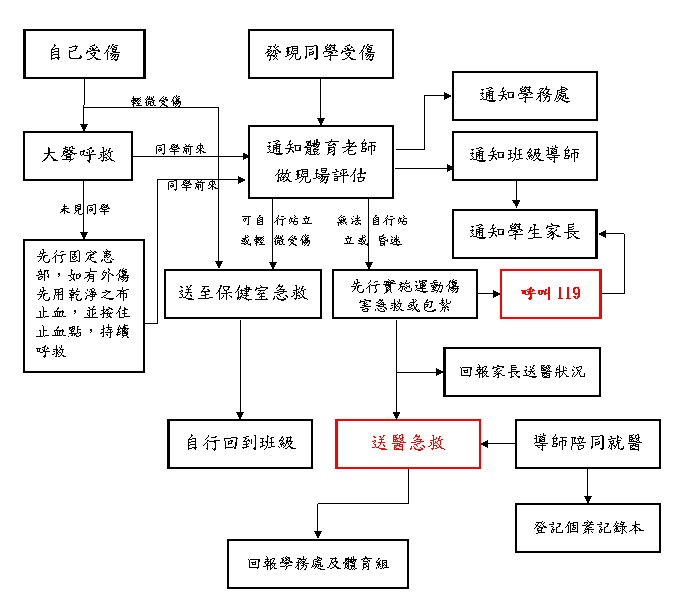 自己受傷
發現同學受傷
通知學務處
輕微受傷
大聲呼救
同學前來
通知體育老師
做現場評估
通知班級導師
同學前來
未見同學
可自行站立
或輕微受傷
無法自行站
立或昏迷
通知學生家長
先行固定患
部，如有外傷
先用乾淨之布
止血，並按住
止血點，持續
呼救
送至保健室急救
先行實施運動傷
害急救或包紮
呼叫 119
回報家長送醫狀況
自行回到班級
送醫急救
導師陪同就醫
登記個案記錄本
回報學務處及體育組